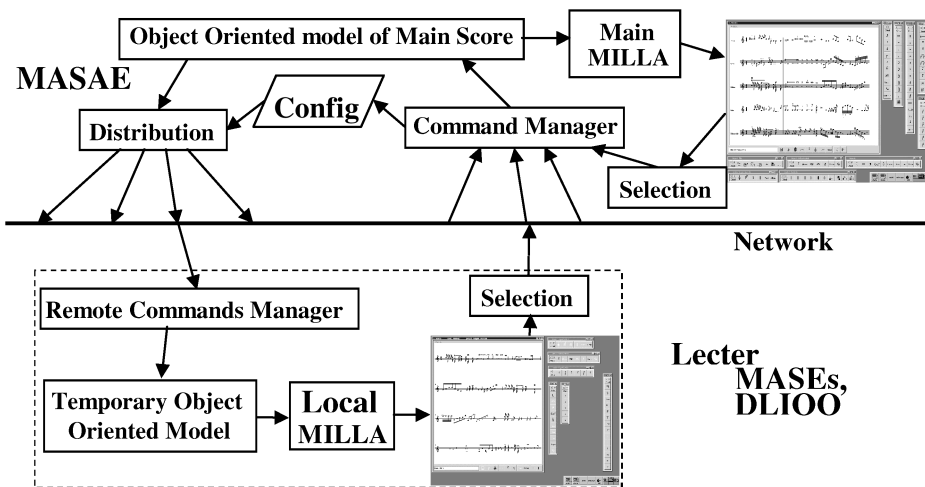 Object Oriented model of Main Score
Main
MILLA
MASAE
Config
Distribution
Command Manager
Selection
Network
Remote Commands Manager
Selection
Temporary Object
Oriented Model
Local
MILLA
Lecter
MASEs,
DLIOO